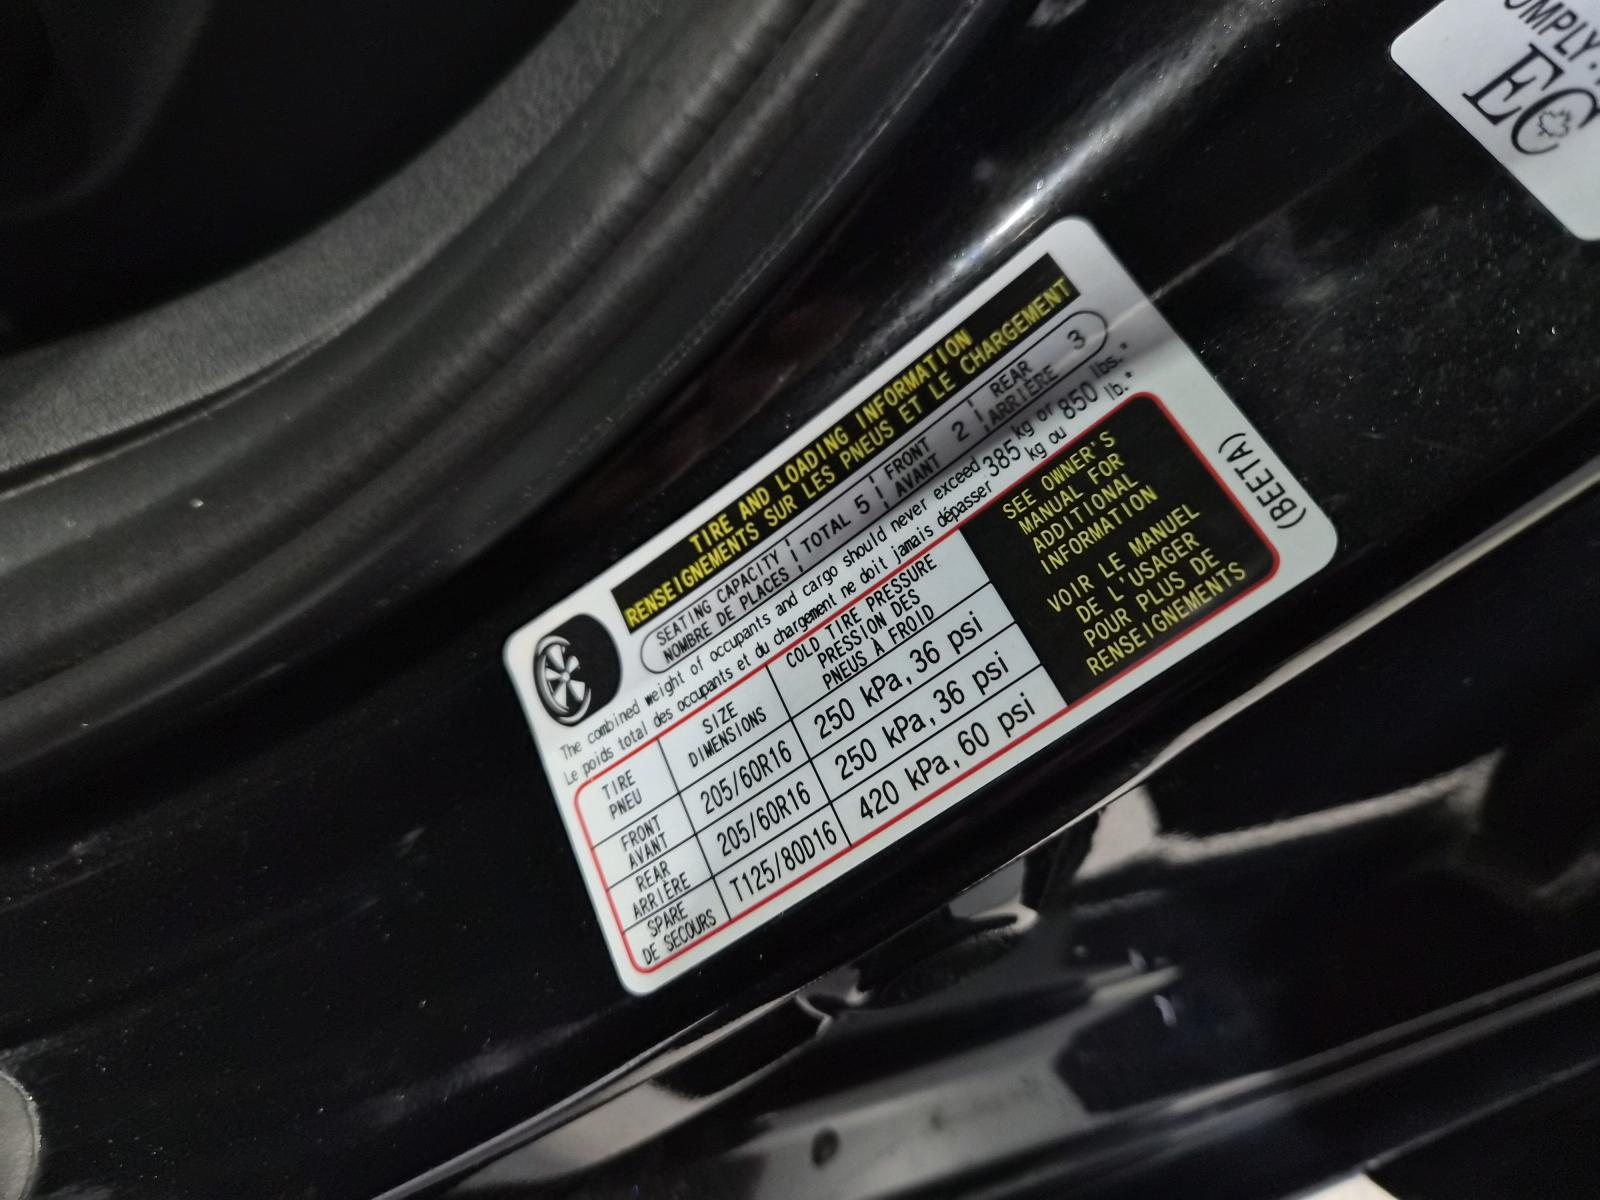 OMPLY
EC
TIRE AND LOADING INFORMATION
RENSEIGNEMENTS SUR LES PNEUS ET LE CHARGEMENT
SEATING CAPACITY TOTAL 5 FRONT 2 REAR 3
NOMBRE DE PLACES AVANT ARRIÈRE
The combined weight of occupants and cargo should never exceed 385 kg or 850 lbs.*
Le poids total des occupants et du chargement ne doit jamais dépasser kg ou lb.*
TIRE SIZE COLD TIRE PRESSURE
PNEU DIMENSIONS PRESSION DES
PNEUS À FROID
FRONT 205/60R16 250 kPa, 36 psi
AVANT
REAR 205/60R16 250 kPa, 36 psi
ARRIÈRE
SPARE T125/80D16 420 kPa, 60 psi
DE SECOURS
SEE OWNER'S
MANUAL FOR
ADDITIONAL
INFORMATION
VOIR LE MANUEL
DE L'USAGER
POUR PLUS DE
RENSEIGNEMENTS
(BEETA)